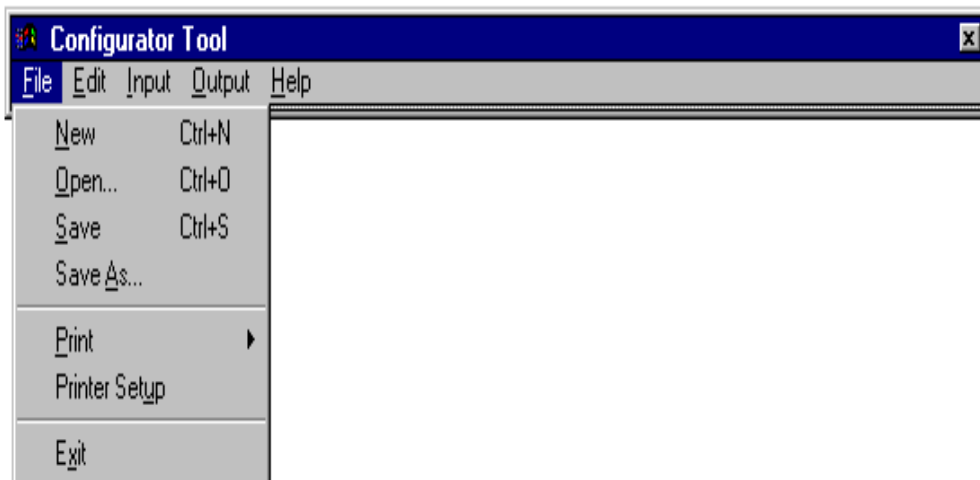 Configurator Tool
File Edit Input Output Help
New Ctrl+N
Open... Ctrl+O
Save Ctrl+S
Save As...
Print
Printer Setup
Exit